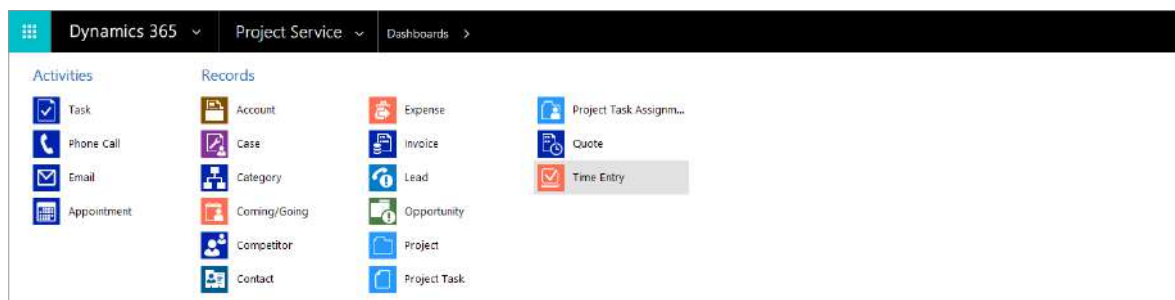 Dynamics 365 Project Service Dashboards
Activities Records
Task Account Expense Project Task Assignm...
Phone Call Case Invoice Quote
Email Category Lead Time Entry
Appointment Coming/Going Opportunity
Competitor Project
Contact Project Task